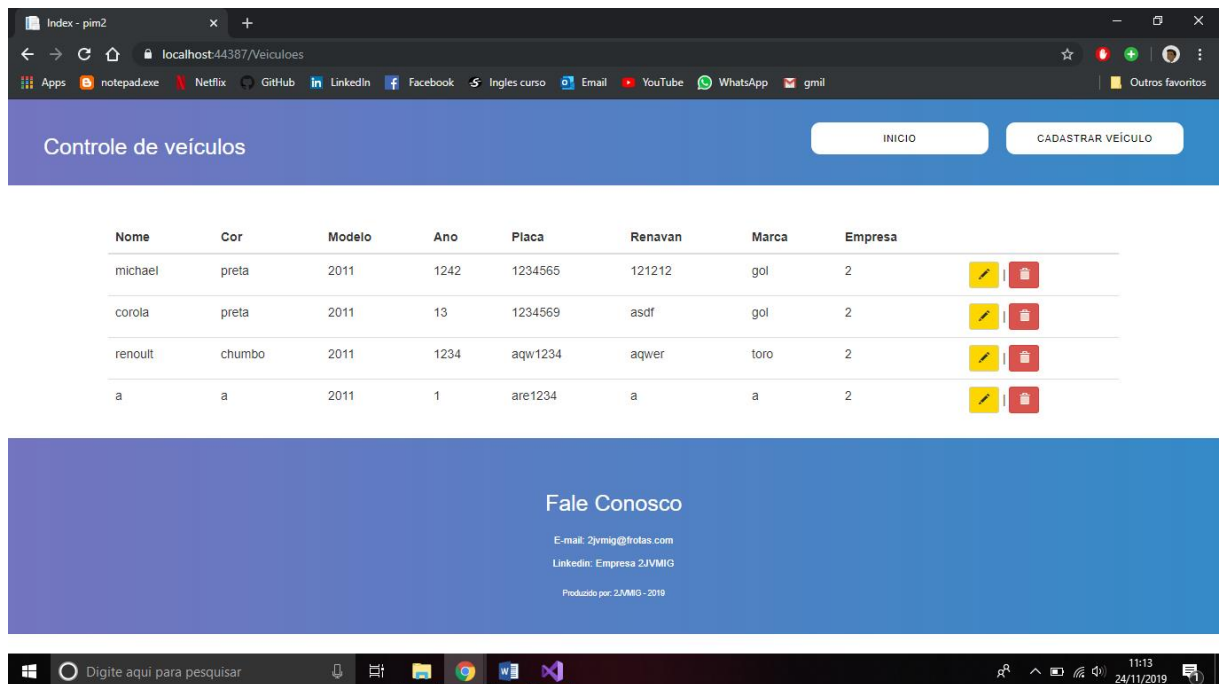 Index - pim2
localhost:44387/Veiculoes
Apps notepad.exe Netflix GitHub LinkedIn Facebook Ingles curso Email YouTube WhatsApp gmil Outros favoritos
Controle de veículos
INICIO
CADASTRAR VEÍCULO
Nome Cor Modelo Ano Placa Renavan Marca Empresa
michael preta 2011 1242 1234565 121212 gol 2 |
corola preta 2011 13 1234569 asdf gol 2 |
renoult chumbo 2011 1234 aqw1234 aqwer toro 2 |
a a 2011 1 are1234 a a 2 |
Fale Conosco
E-mail: 2jvmig@frotas.com
Linkedin: Empresa 2JVMIG
Produzido por: 2JVMIG - 2019
Digite aqui para pesquisar
11:13
24/11/2019